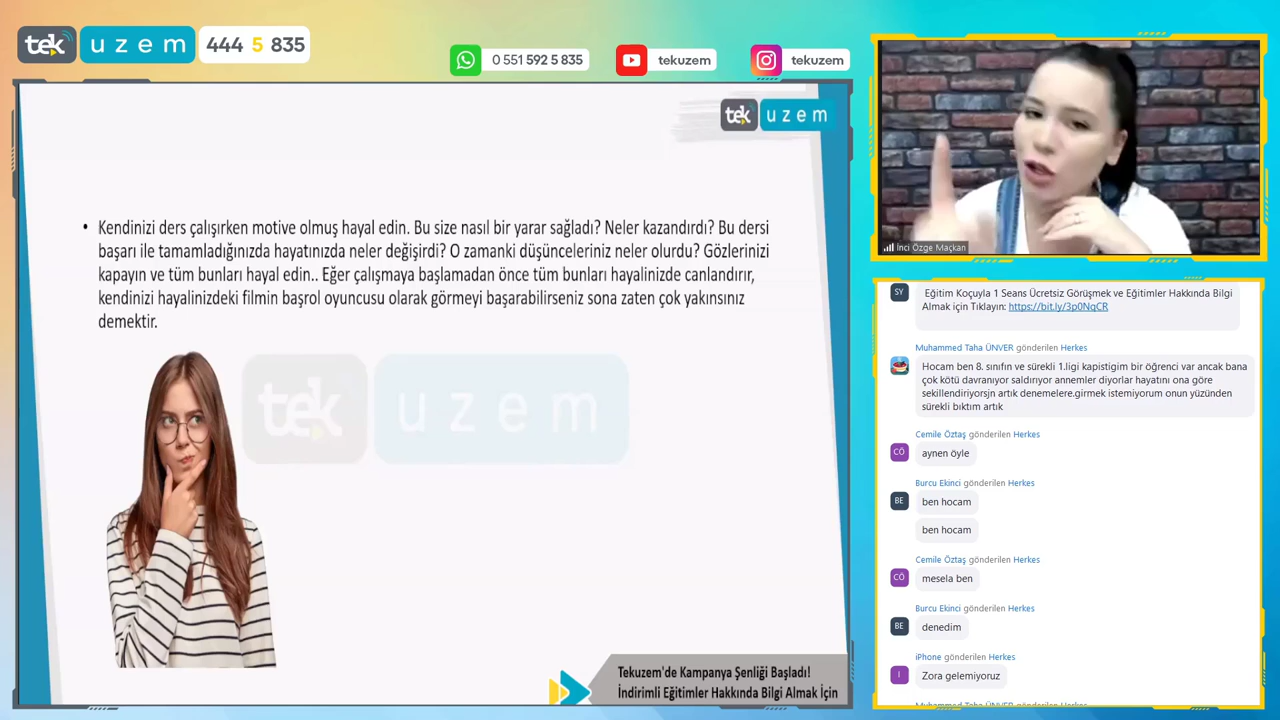 tek uzem 444 5 835
0 551 592 5 835
tekuzem
tekuzem
tek uzem
• Kendinizi ders çalışırken motive olmuş hayal edin. Bu size nasıl bir yarar sağladı? Neler kazandırdı? Bu dersi
başarı ile tamamladığınızda hayatınızda neler değişirdi? O zamanki düşünceleriniz neler olurdu? Gözlerinizi
kapayın ve tüm bunları hayal edin.. Eğer çalışmaya başlamadan önce tüm bunları hayalinizde canlandırır,
kendinizi hayalinizdeki filmin başrol oyuncusu olarak görmeyi başarabilirseniz sona zaten çok yakınsınız
demektir.
tek uzem
Tekuzem'de Kampanya Şenliği Başladı!
İndirimli Eğitimler Hakkında Bilgi Almak İçin
İnci Özge Maçkan
SY
Eğitim Koçuyla 1 Seans Ücretsiz Görüşmek ve Eğitimler Hakkında Bilgi
Almak için Tıklayın: https://bit.ly/3p0NqCR
Muhammed Taha ÜNVER gönderilen Herkes
Hocam ben 8. sınıfın ve sürekli 1.ligi kapistigim bir öğrenci var ancak bana
çok kötü davranıyor saldırıyor annemler diyorlar hayatını ona göre
sekillendiriyorsjn artık denemelere.girmek istemiyorum onun yüzünden
sürekli bıktım artık
Cemile Öztaş gönderilen Herkes
CÖ
aynen öyle
Burcu Ekinci gönderilen Herkes
BE
ben hocam
ben hocam
Cemile Öztaş gönderilen Herkes
CÖ
mesela ben
Burcu Ekinci gönderilen Herkes
BE
denedim
iPhone gönderilen Herkes
I
Zora gelemiyoruz
Muhammed Taha ÜNVER gönderilen Herkes